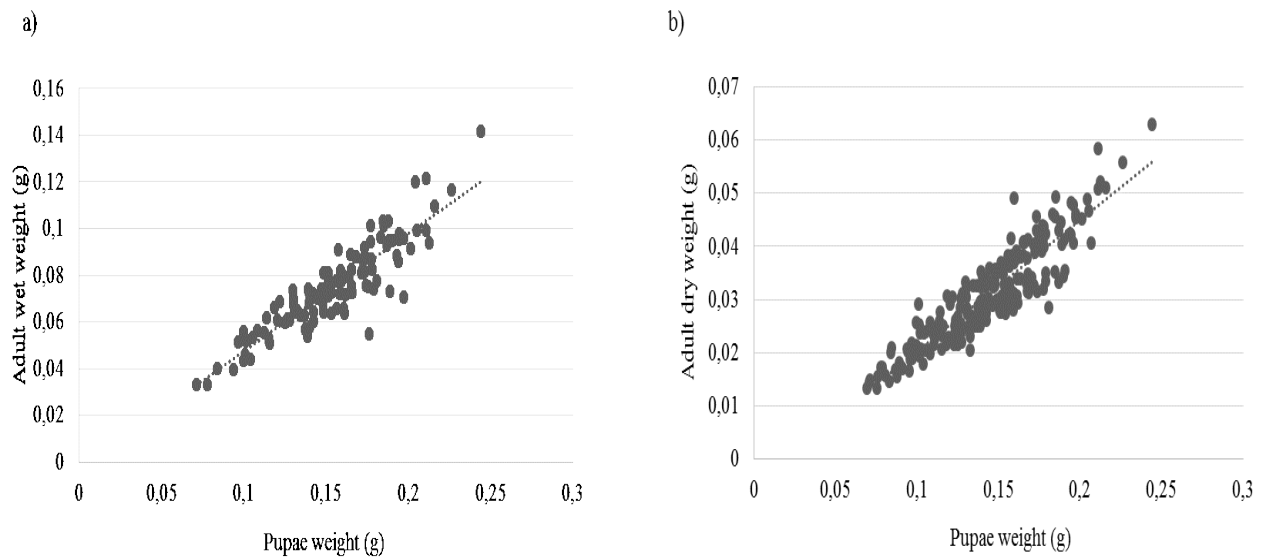 a)
0,16
0,14
0,12
0,1
0,08
0,06
0,04
0,02
0
Adult wet weight (g)
0 0,05 0,1 0,15 0,2 0,25 0,3
Pupae weight (g)
b)
0,07
0,06
0,05
0,04
0,03
0,02
0,01
0
Adult dry weight (g)
0 0,05 0,1 0,15 0,2 0,25 0,3
Pupae weight (g)